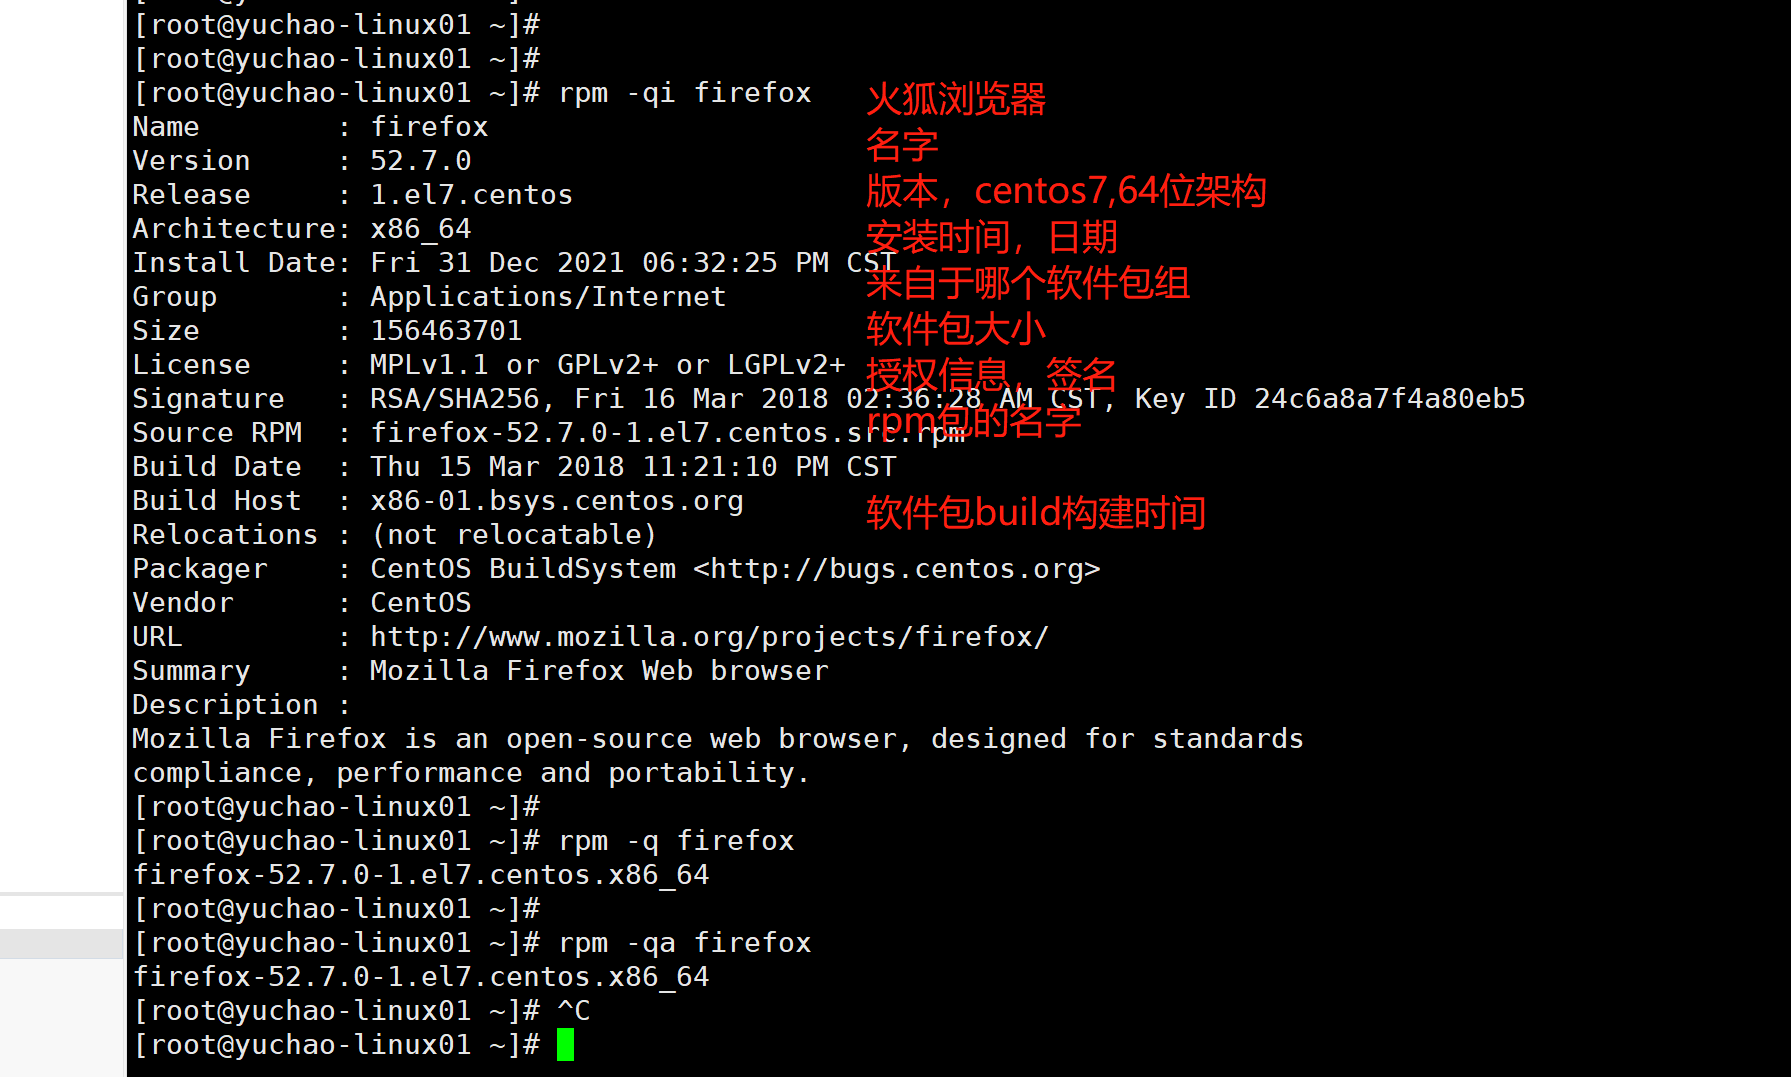 [root@yuchao-linux01 ~]#
[root@yuchao-linux01 ~]#
[root@yuchao-linux01 ~]# rpm -qi firefox 火狐浏览器
Name        : firefox 名字
Version     : 52.7.0
Release     : 1.el7.centos 版本，centos7,64位架构
Architecture: x86_64 安装时间，日期
Install Date: Fri 31 Dec 2021 06:32:25 PM CST
Group       : Applications/Internet 来自于哪个软件包组
Size        : 156463701 软件包大小
License     : MPLv1.1 or GPLv2+ or LGPLv2+ 授权信息，签名
Signature   : RSA/SHA256, Fri 16 Mar 2018 02:36:28 AM CST, Key ID 24c6a8a7f4a80eb5
Source RPM  : firefox-52.7.0-1.el7.centos.src.rpm rpm包的名字
Build Date  : Thu 15 Mar 2018 11:21:10 PM CST
Build Host  : x86-01.bsys.centos.org 软件包build构建时间
Relocations : (not relocatable)
Packager    : CentOS BuildSystem <http://bugs.centos.org>
Vendor      : CentOS
URL         : http://www.mozilla.org/projects/firefox/
Summary     : Mozilla Firefox Web browser
Description :
Mozilla Firefox is an open-source web browser, designed for standards
compliance, performance and portability.
[root@yuchao-linux01 ~]#
[root@yuchao-linux01 ~]# rpm -q firefox
firefox-52.7.0-1.el7.centos.x86_64
[root@yuchao-linux01 ~]#
[root@yuchao-linux01 ~]# rpm -qa firefox
firefox-52.7.0-1.el7.centos.x86_64
[root@yuchao-linux01 ~]# ^C
[root@yuchao-linux01 ~]#